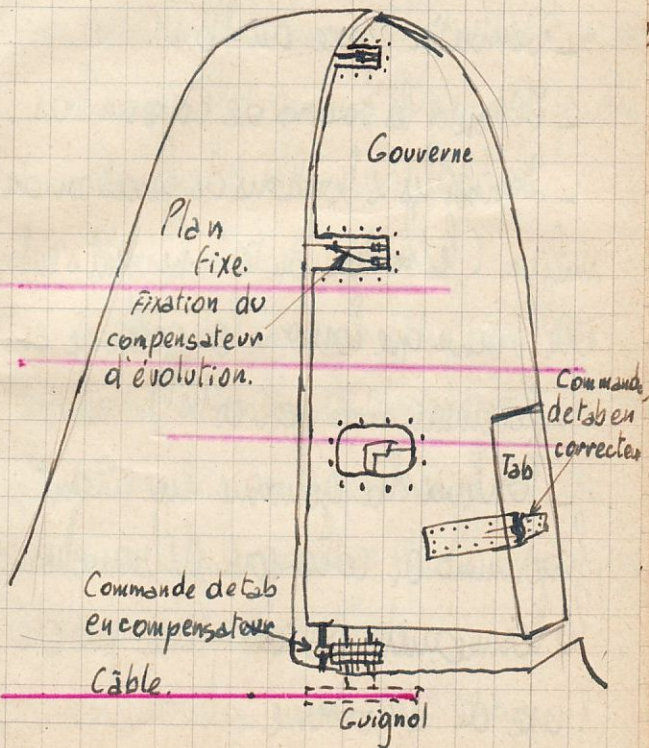 Gouverne
Plan
fixe.
Fixation du
compensateur
d'évolution.
Commande
de tab en
correcteu
Tab
Commande de tab
en compensateur
Câble.
Guignol